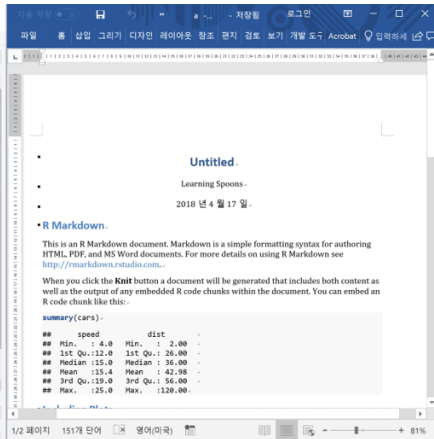 자동 저장
a -... - 저장됨
로그인
파일 홈 삽입 그리기 디자인 레이아웃 참조 편지 검토 보기 개발 도구 Acrobat 입력하세
Untitled
Learning Spoons
2018 년 4 월 17 일
R Markdown
This is an R Markdown document. Markdown is a simple formatting syntax for authoring
HTML, PDF, and MS Word documents. For more details on using R Markdown see
http://rmarkdown.rstudio.com.
When you click the Knit button a document will be generated that includes both content as
well as the output of any embedded R code chunks within the document. You can embed an
R code chunk like this:
summary(cars)
## speed dist
## Min. : 4.0 Min. : 2.00
## 1st Qu.:12.0 1st Qu.: 26.00
## Median :15.0 Median : 36.00
## Mean :15.4 Mean : 42.98
## 3rd Qu.:19.0 3rd Qu.: 56.00
## Max. :25.0 Max. :120.00
Including Plots
1/2 페이지 151개 단어 영어(미국) 81%